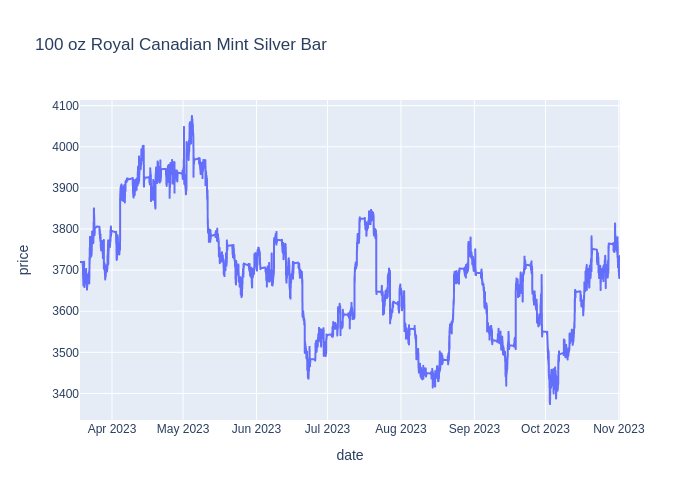 100 oz Royal Canadian Mint Silver Bar
price
4100
4000
3900
3800
3700
3600
3500
3400
Apr 2023 May 2023 Jun 2023 Jul 2023 Aug 2023 Sep 2023 Oct 2023 Nov 2023
date